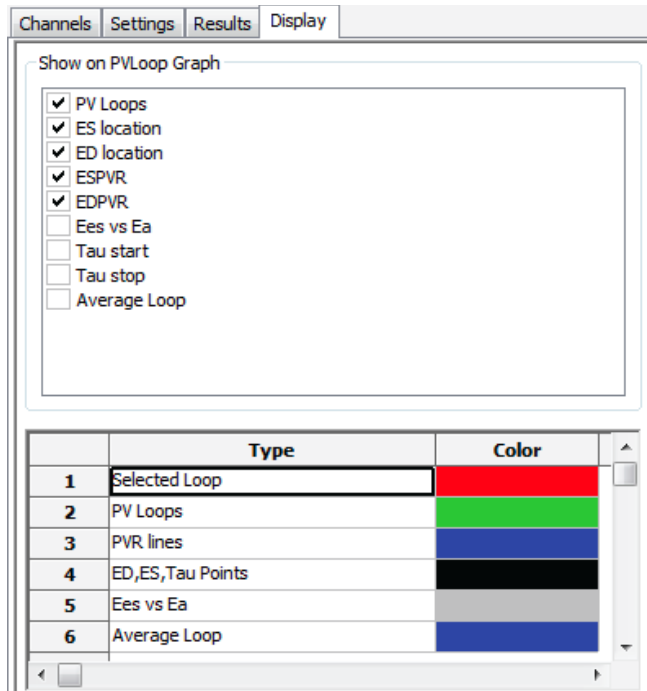 Channels Settings Results Display
Show on PVLoop Graph
PV Loops
ES location
ED location
ESPVR
EDPVR
Ees vs Ea
Tau start
Tau stop
Average Loop
Type Color
1 Selected Loop
2 PV Loops
3 PVR lines
4 ED,ES,Tau Points
5 Ees vs Ea
6 Average Loop